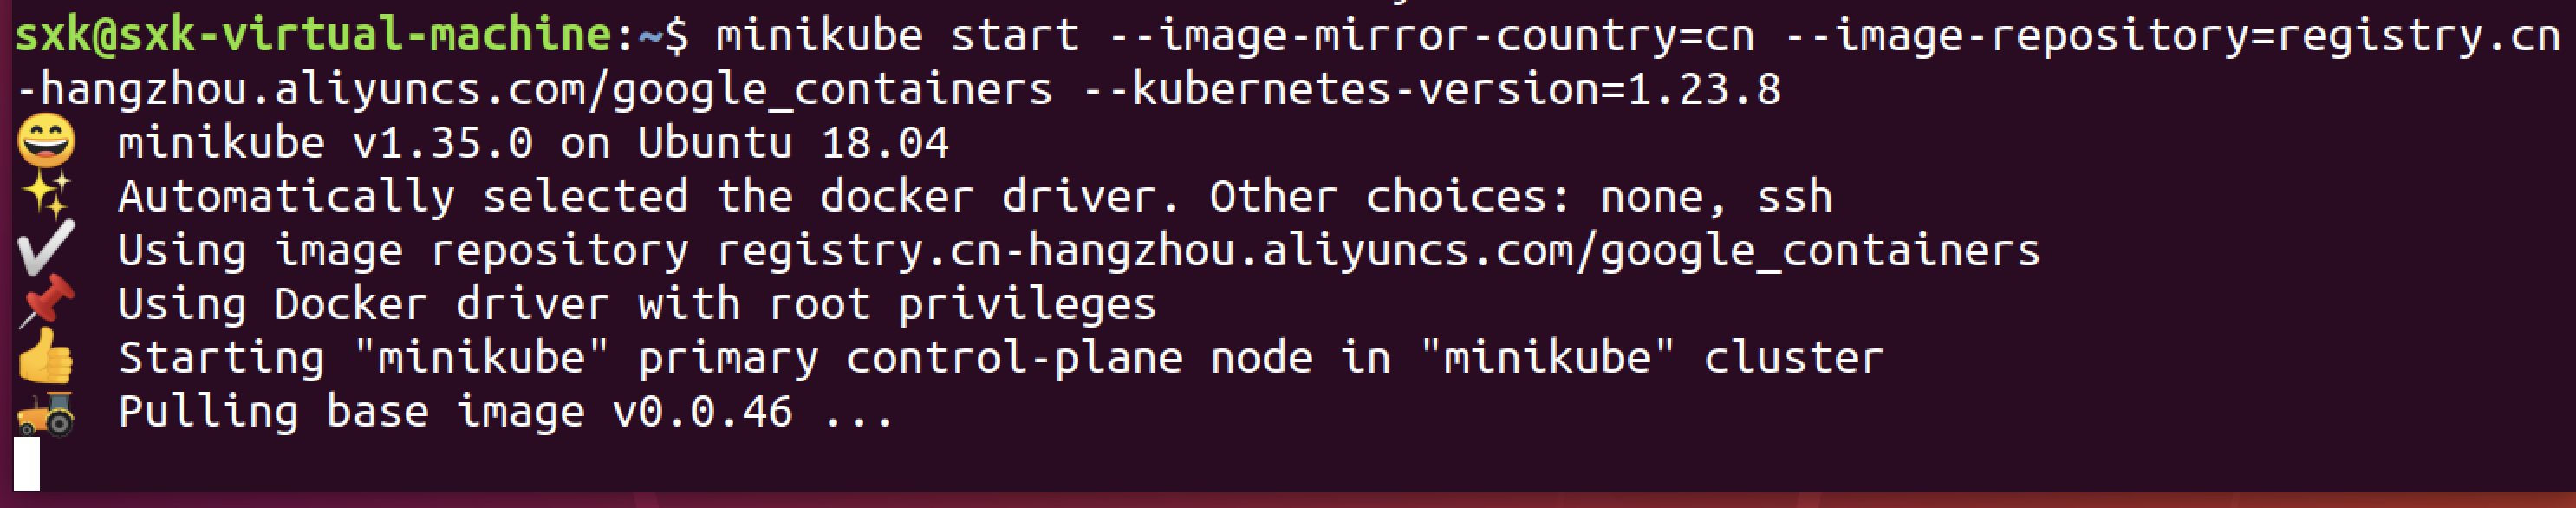 sxk@sxk-virtual-machine:~$ minikube start --image-mirror-country=cn --image-repository=registry.cn
-hangzhou.aliyuncs.com/google_containers --kubernetes-version=1.23.8
😄  minikube v1.35.0 on Ubuntu 18.04
✨  Automatically selected the docker driver. Other choices: none, ssh
✔️  Using image repository registry.cn-hangzhou.aliyuncs.com/google_containers
📌  Using Docker driver with root privileges
👍  Starting "minikube" primary control-plane node in "minikube" cluster
🚜  Pulling base image v0.0.46 ...